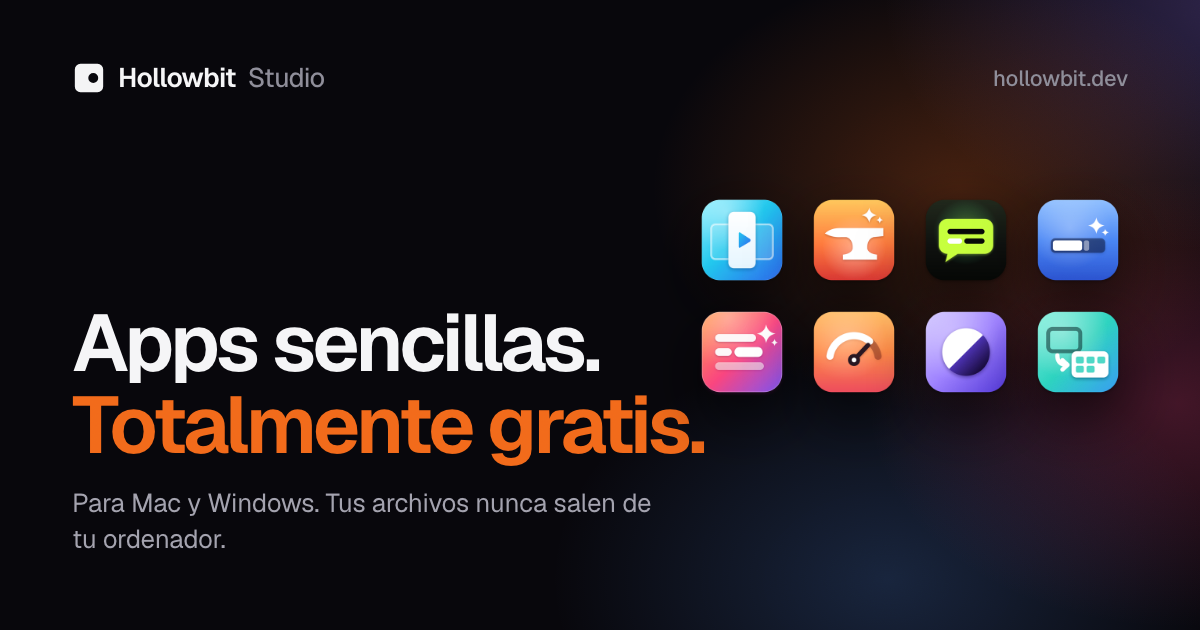 Hollowbit Studio
hollowbit.dev
Apps sencillas.
Totalmente gratis.
Para Mac y Windows. Tus archivos nunca salen de
tu ordenador.